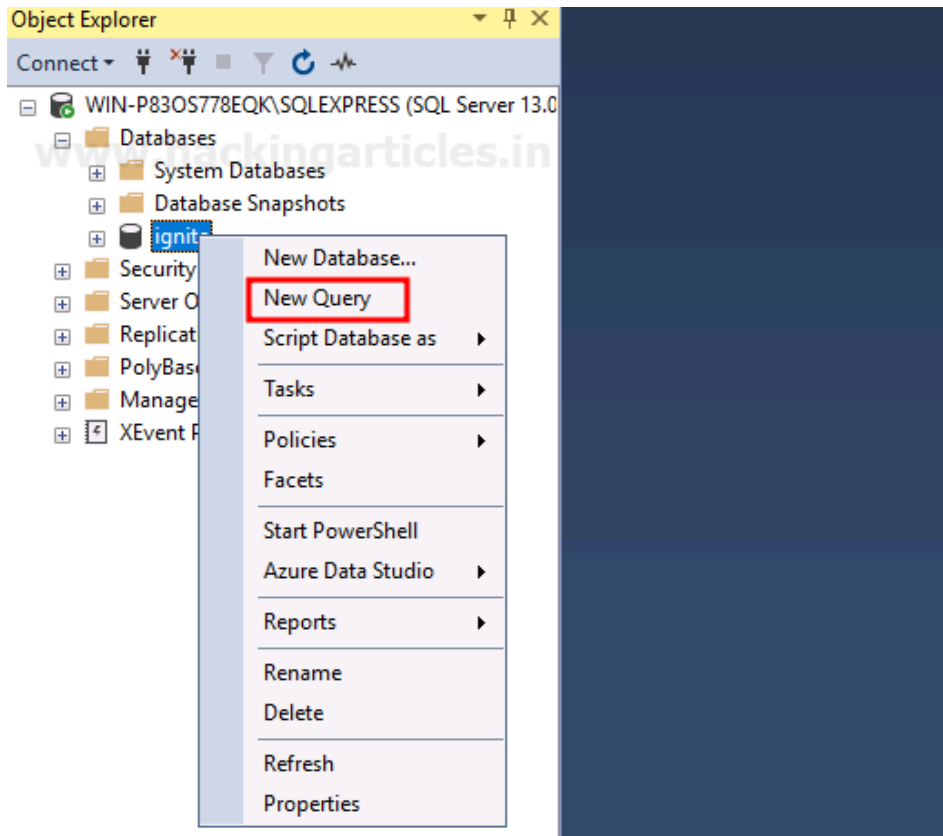 Object Explorer
Connect
WIN-P83OS778EQK\SQLEXPRESS (SQL Server 13.0
Databases
www.hackingarticles.in
System Databases
Database Snapshots
ignite
New Database...
Security
New Query
Server O
Script Database as
Replicat
PolyBas
Tasks
Manage
XEvent P
Policies
Facets
Start PowerShell
Azure Data Studio
Reports
Rename
Delete
Refresh
Properties